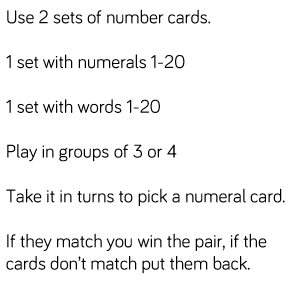 Use 2 sets of number cards.
1 set with numerals 1-20
1 set with words 1-20
Play in groups of 3 or 4
Take it in turns to pick a numeral card.
If they match you win the pair, if the
cards don't match put them back.